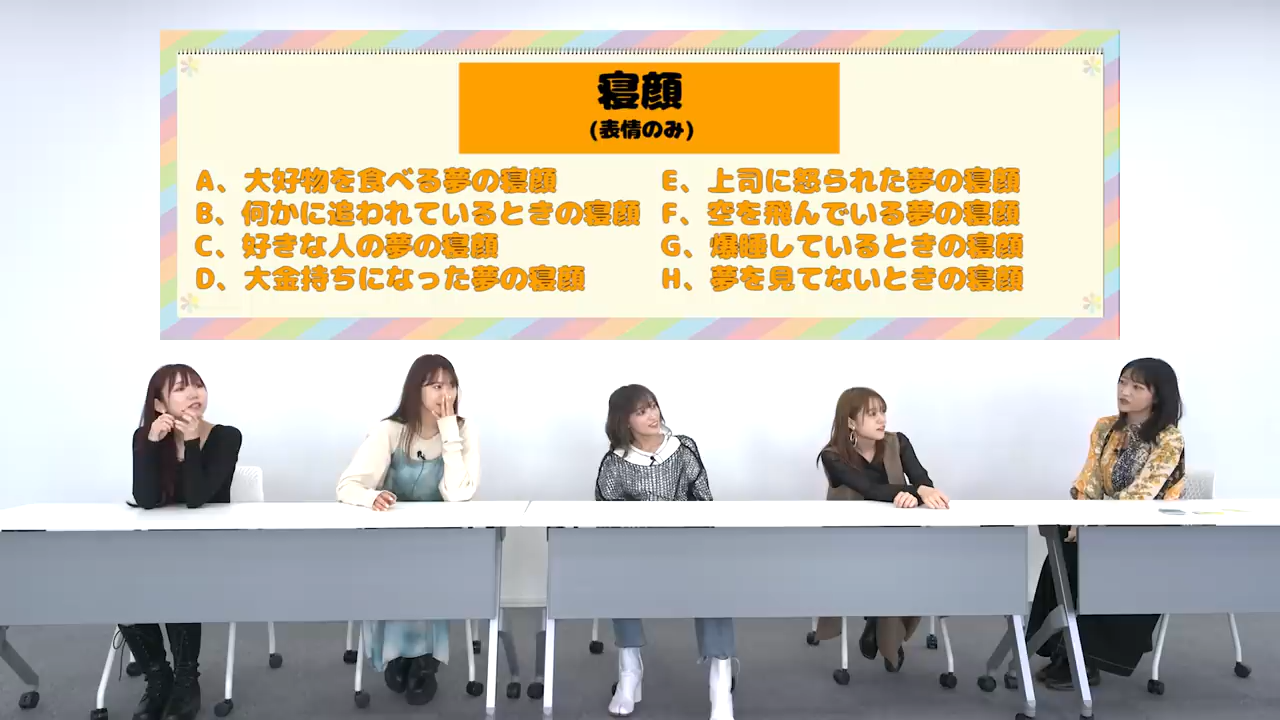 寝顔
(表情のみ)
A、大好物を食べる夢の寝顔
B、何かに追われているときの寝顔
C、好きな人の夢の寝顔
D、大金持ちになった夢の寝顔
E、上司に怒られた夢の寝顔
F、空を飛んでいる夢の寝顔
G、爆睡しているときの寝顔
H、夢を見てないときの寝顔